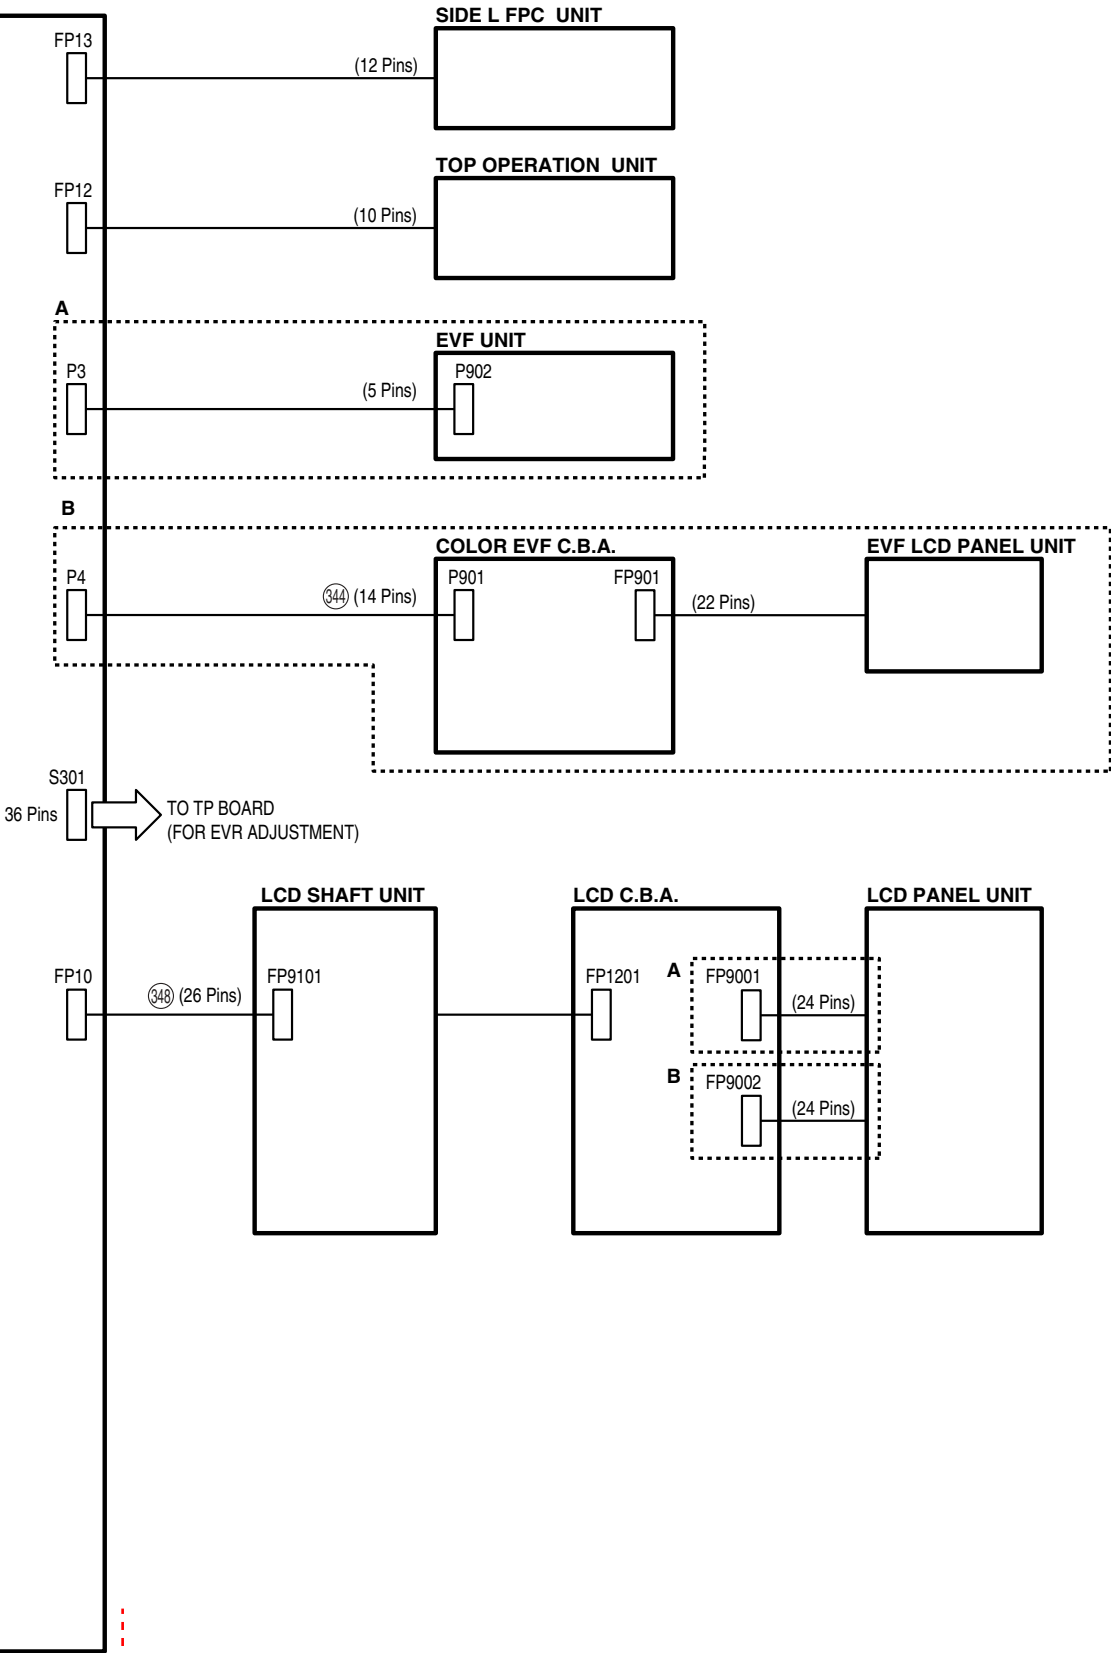 SIDE L FPC UNIT
FP13
(12 Pins)
TOP OPERATION UNIT
FP12
(10 Pins)
A
EVF UNIT
P3
(5 Pins)
P902
B
COLOR EVF C.B.A.
EVF LCD PANEL UNIT
P4
344 (14 Pins)
P901
FP901
(22 Pins)
S301
36 Pins
TO TP BOARD
(FOR EVR ADJUSTMENT)
LCD SHAFT UNIT
LCD C.B.A.
LCD PANEL UNIT
FP10
348 (26 Pins)
FP9101
FP1201
A
FP9001
(24 Pins)
B
FP9002
(24 Pins)